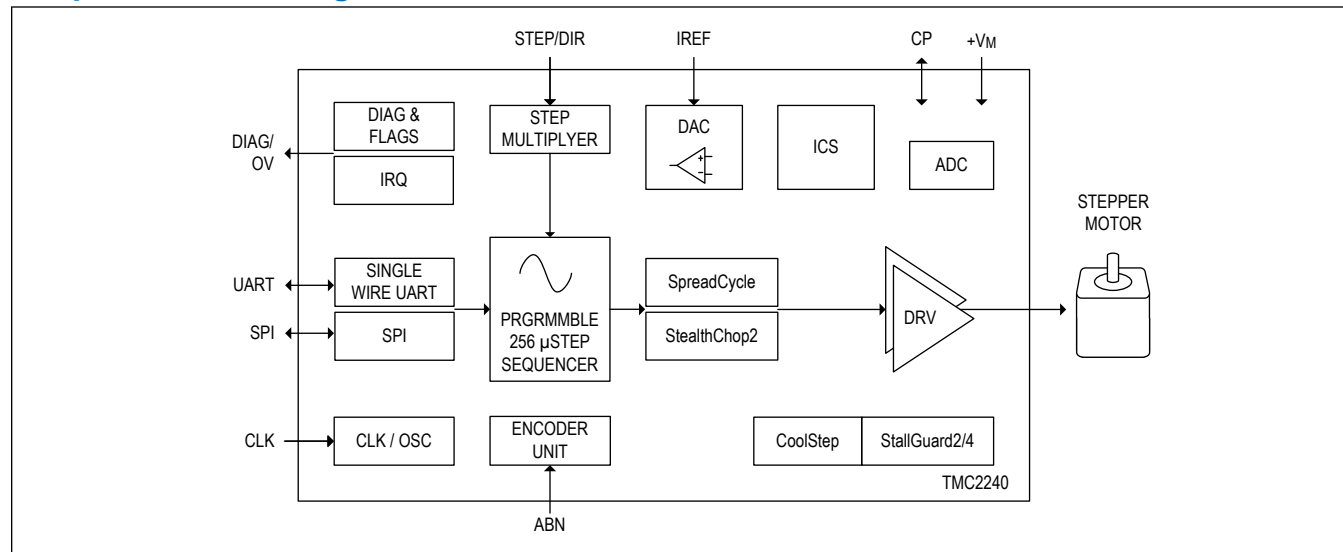 STEP/DIR
IREF
CP
+VM
DIAG &
FLAGS
IRQ
DIAG/
OV
STEP
MULTIPLYER
DAC
ICS
ADC
STEPPER
MOTOR
UART
SINGLE
WIRE UART
SPI
SPI
PRGRMMBLE
256 µSTEP
SEQUENCER
SpreadCycle
StealthChop2
DRV
CLK
CLK / OSC
ENCODER
UNIT
CoolStep
StallGuard2/4
TMC2240
ABN